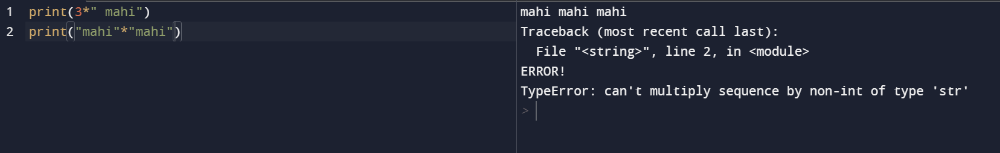 1 print(3*" mahi")
2 print("mahi"*"mahi")
mahi mahi mahi
Traceback (most recent call last):
  File "<string>", line 2, in <module>
ERROR!
TypeError: can't multiply sequence by non-int of type 'str'
>